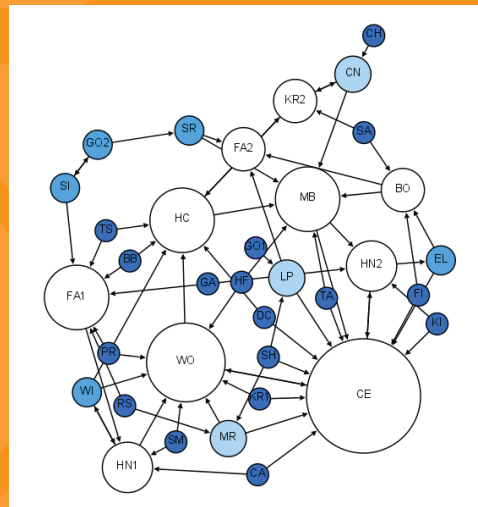 CH
CN
KR2
SA
SR
GO2
FA2
SI
BO
MB
HC
TS
GO1
BB
HN2
EL
LP
GA
HF
FA1
TA
FI
DC
KI
PR
SH
WO
WI
CE
RS
KR1
MR
SM
HN1
CA